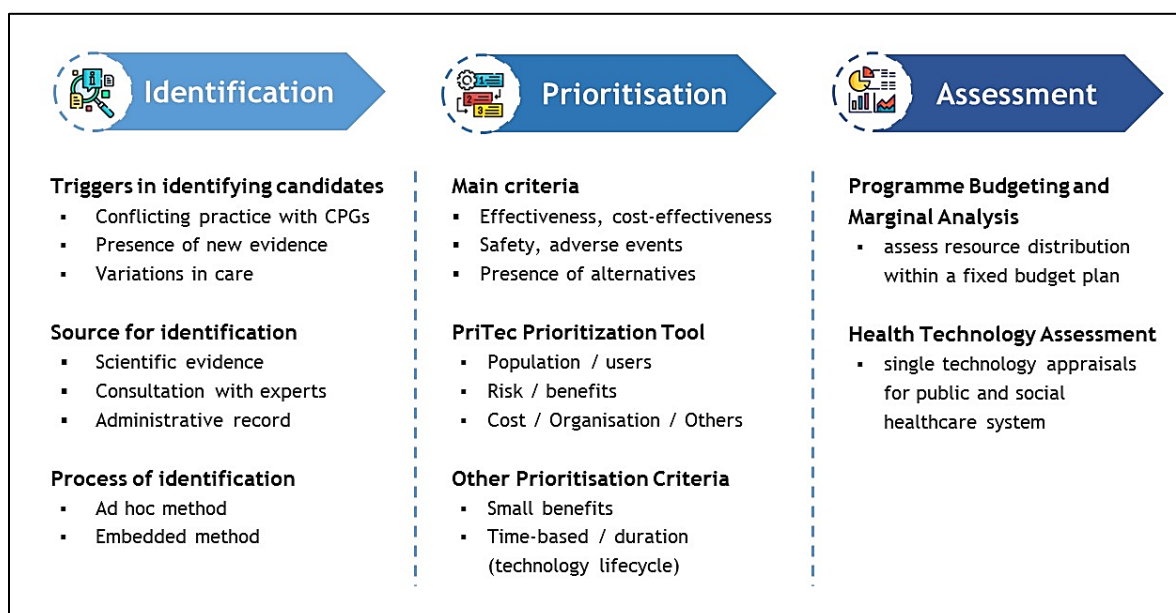 Identification
Triggers in identifying candidates
▪ Conflicting practice with CPGs
▪ Presence of new evidence
▪ Variations in care
Source for identification
▪ Scientific evidence
▪ Consultation with experts
▪ Administrative record
Process of identification
▪ Ad hoc method
▪ Embedded method
1
2
3
Prioritisation
Main criteria
▪ Effectiveness, cost-effectiveness
▪ Safety, adverse events
▪ Presence of alternatives
PriTec Prioritization Tool
▪ Population / users
▪ Risk / benefits
▪ Cost / Organisation / Others
Other Prioritisation Criteria
▪ Small benefits
▪ Time-based / duration
(technology lifecycle)
Assessment
Programme Budgeting and
Marginal Analysis
▪ assess resource distribution
within a fixed budget plan
Health Technology Assessment
▪ single technology appraisals
for public and social
healthcare system